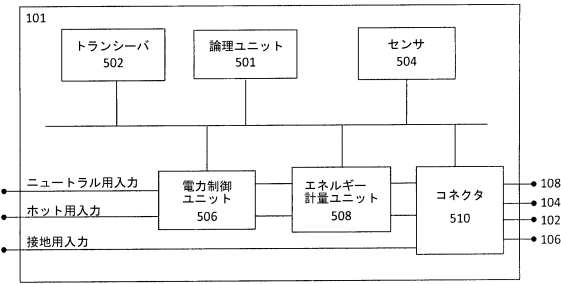 101
トランシーバ
502
論理ユニット
501
センサ
504
ニュートラル用入力
ホット用入力
接地用入力
電力制御
ユニット
506
エネルギー
計量ユニット
508
コネクタ
510
108
104
102
106